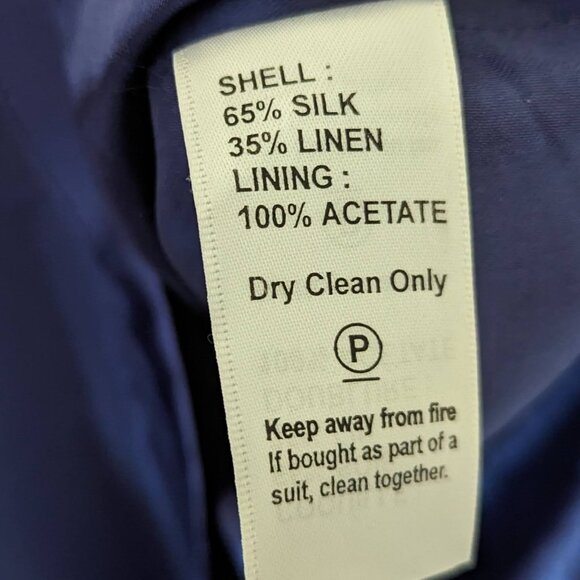 SHELL :
65% SILK
35% LINEN
LINING :
100% ACETATE
Dry Clean Only
P
Keep away from fire
If bought as part of a
suit, clean together.